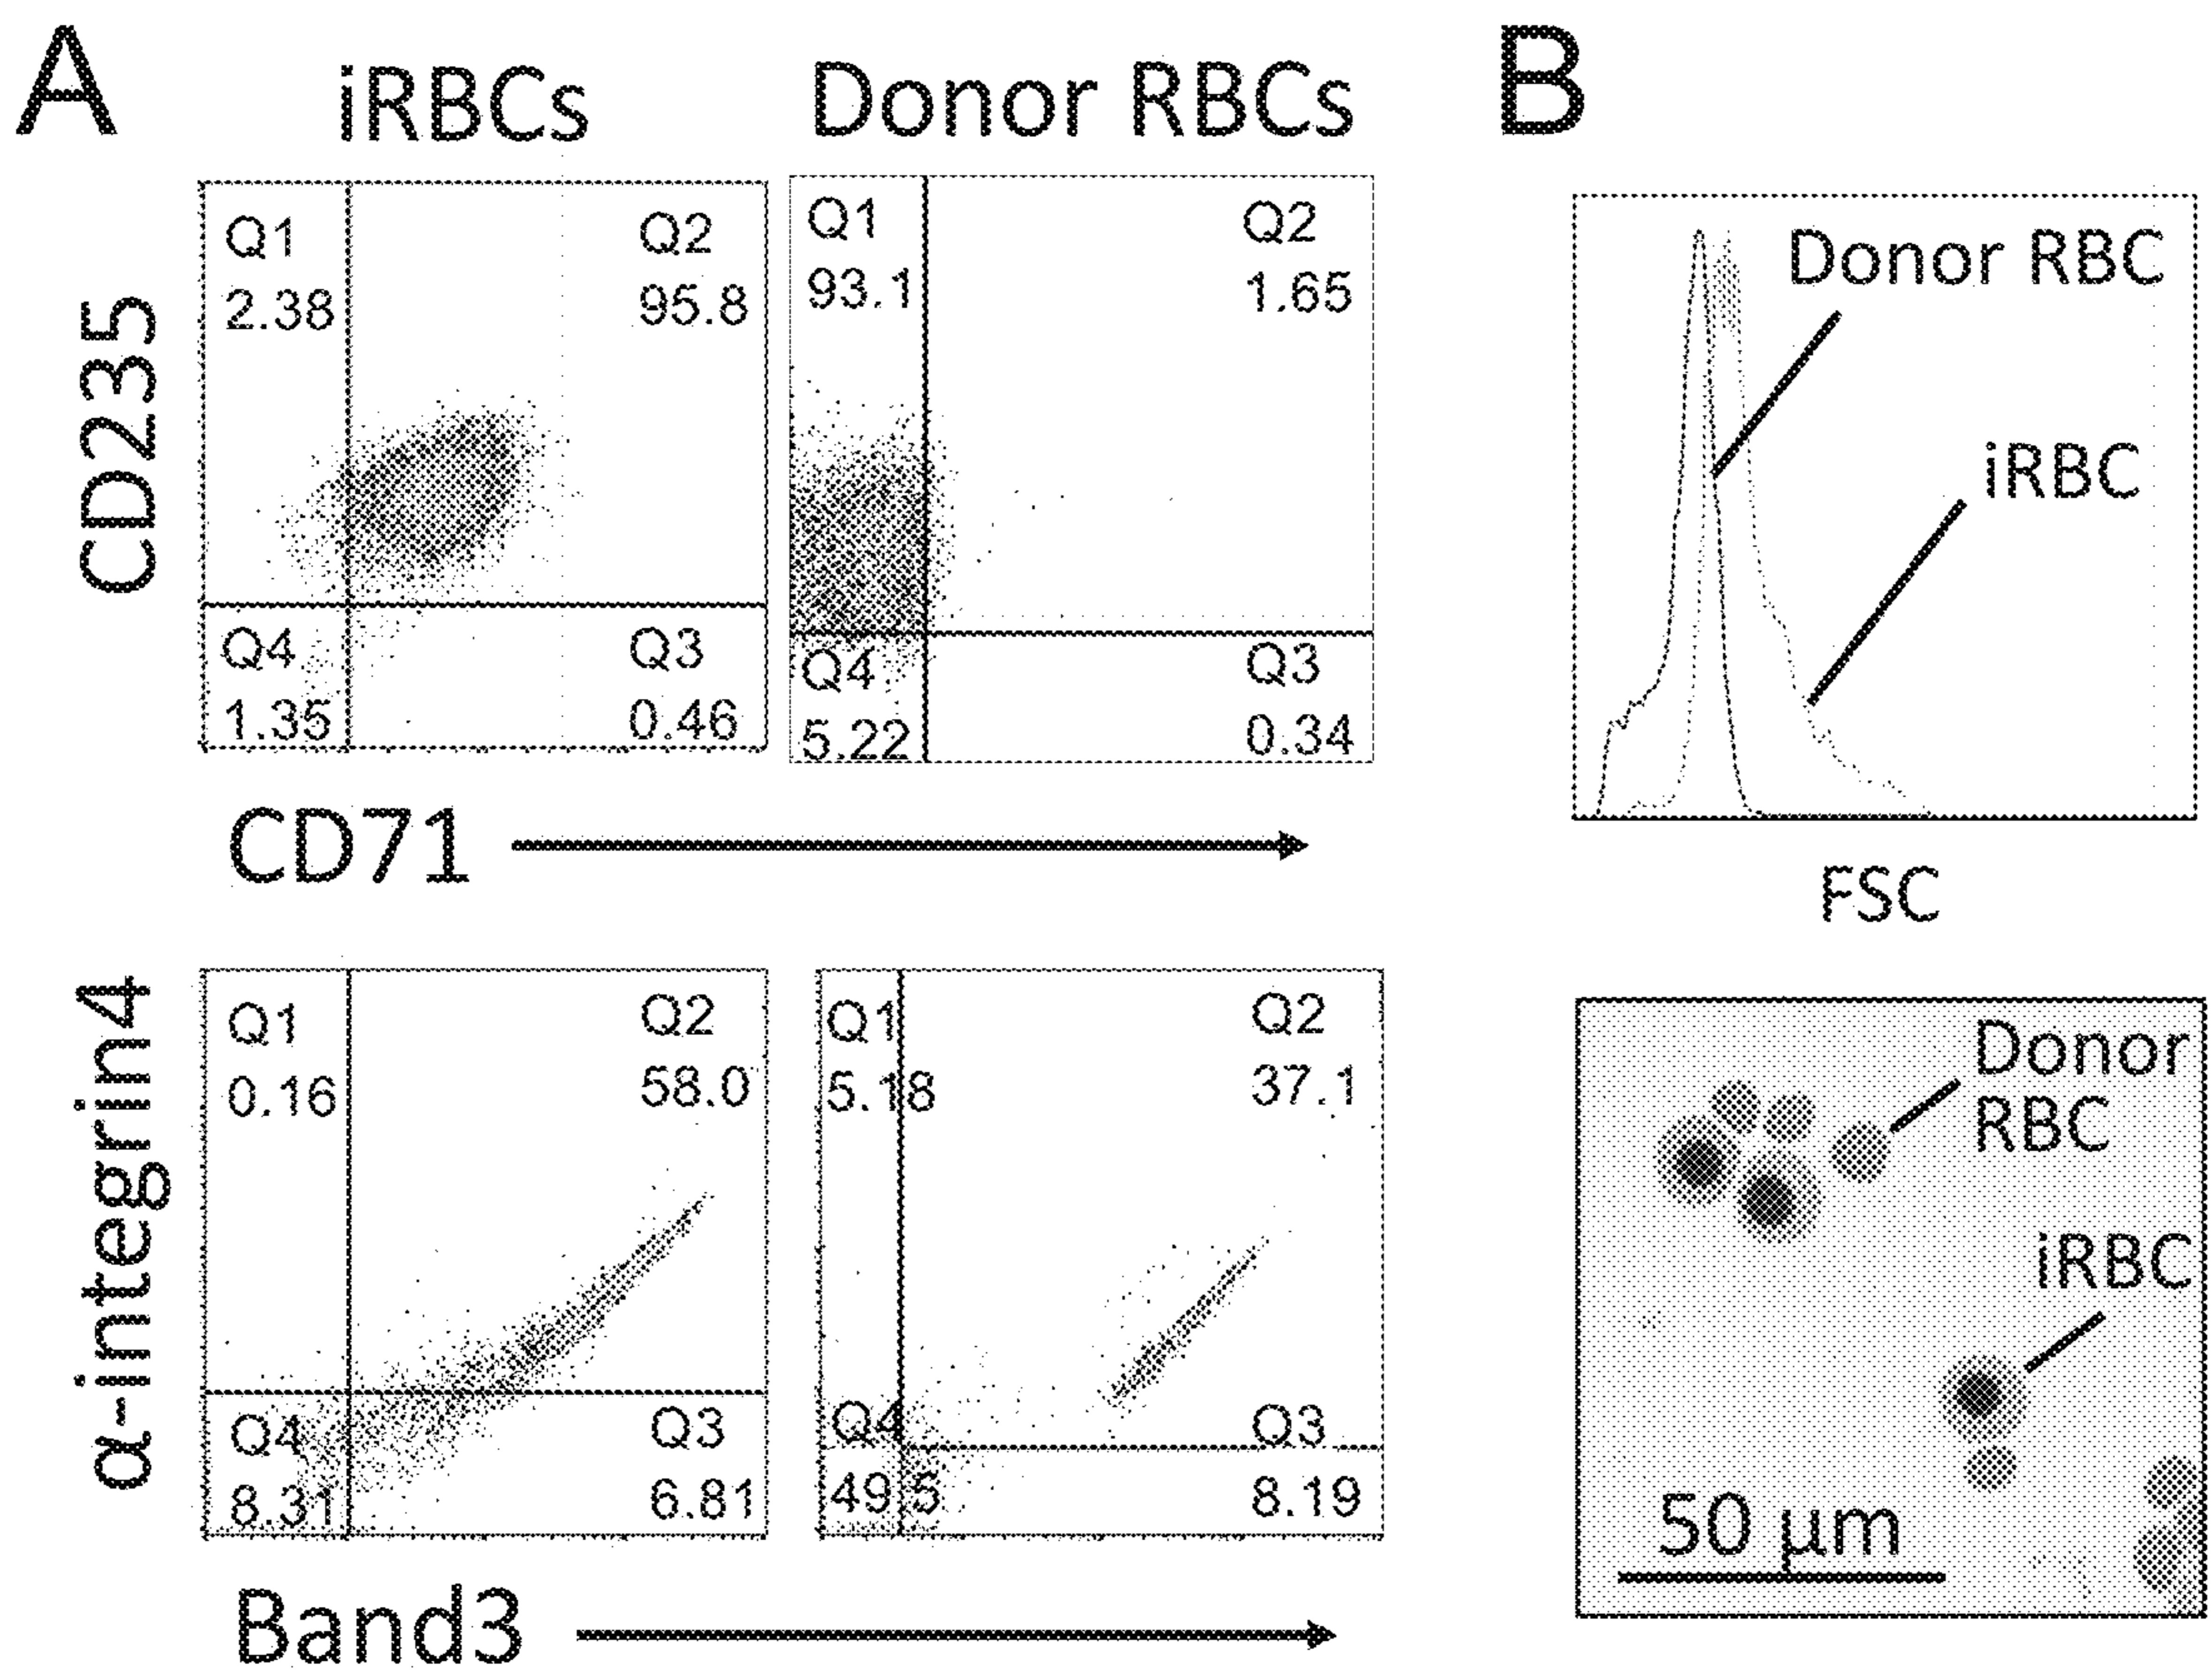 A
iRBCs
Donor RBCs
B
CD235
Q1
2.38
Q2
95.8
Q4
1.35
Q3
0.46
Q1
93.1
Q2
1.65
Q4
5.22
Q3
0.34
CD71
Donor RBC
iRBC
FSC
α-integrin4
Q1
0.16
Q2
58.0
Q4
8.31
Q3
6.81
Q1
5.18
Q2
37.1
Q4
49.5
Q3
8.19
Band3
Donor
RBC
iRBC
50 μm